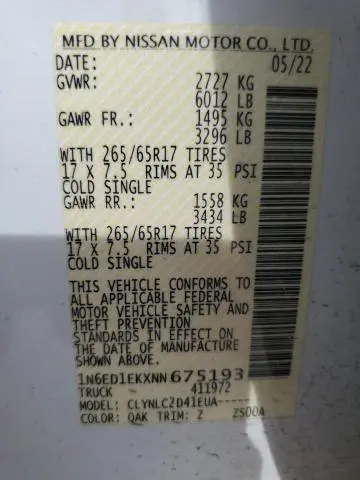 MFD BY NISSAN MOTOR CO., LTD.
DATE: 05/22
GVWR: 2727 KG
6012 LB
GAWR FR.: 1495 KG
3296 LB
WITH 265/65R17 TIRES
17 X 7.5 RIMS AT 35 PSI
COLD SINGLE
GAWR RR.: 1558 KG
3434 LB
WITH 265/65R17 TIRES
17 X 7.5 RIMS AT 35 PSI
COLD SINGLE
THIS VEHICLE CONFORMS TO
ALL APPLICABLE FEDERAL
MOTOR VEHICLE SAFETY AND
THEFT PREVENTION
STANDARDS IN EFFECT ON
THE DATE OF MANUFACTURE
SHOWN ABOVE.
1N6ED1EKXNN675193
TRUCK 411972
MODEL: CLYNLC2D41EUA-----
COLOR: QAK TRIM: Z ZS00A